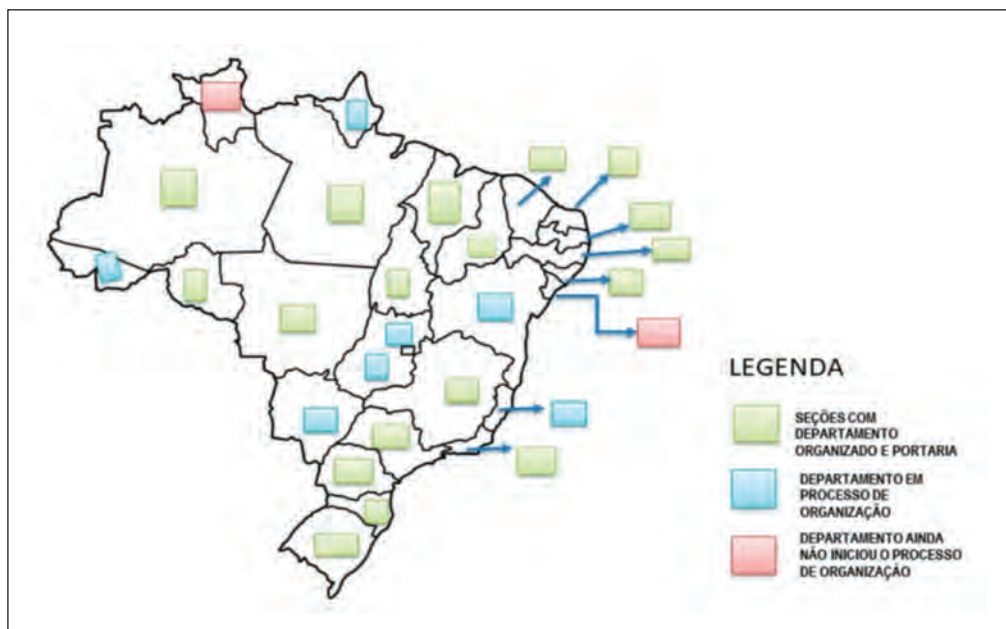 LEGENDA
SEÇÕES COM
DEPARTAMENTO
ORGANIZADO E PORTARIA
DEPARTAMENTO EM
PROCESSO DE
ORGANIZAÇÃO
DEPARTAMENTO AINDA
NÃO INICIOU O PROCESSO
DE ORGANIZAÇÃO